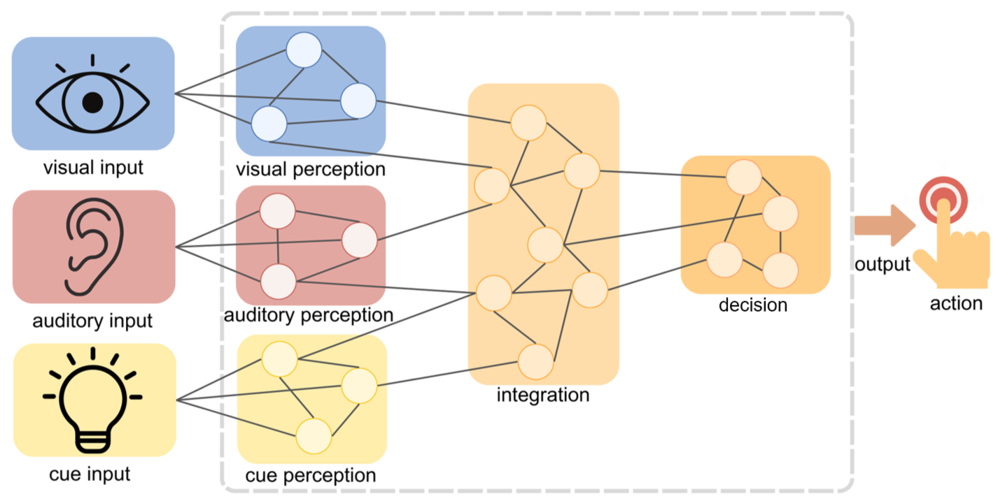 visual input
visual perception
auditory input
auditory perception
cue input
cue perception
integration
decision
output
action